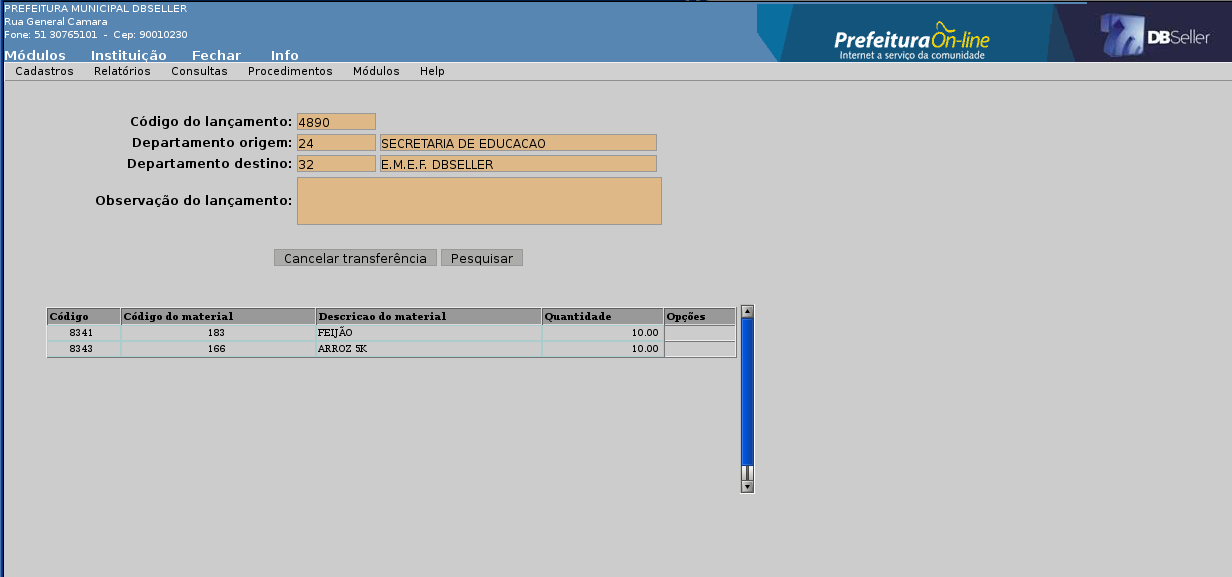 PREFEITURA MUNICIPAL DBSELLER
Rua General Camara
Fone: 51 30765101 - Cep: 90010230
Módulos Instituição Fechar Info
PrefeituraOn-line
Internet a serviço da comunidade
DBSeller
Cadastros Relatórios Consultas Procedimentos Módulos Help
Código do lançamento: 4890
Departamento origem: 24 SECRETARIA DE EDUCACAO
Departamento destino: 32 E.M.E.F. DBSELLER
Observação do lançamento:
Cancelar transferência Pesquisar
Código Código do material Descricao do material Quantidade Opções
8341 183 FEIJÃO 10.00
8343 166 ARROZ 5K 10.00